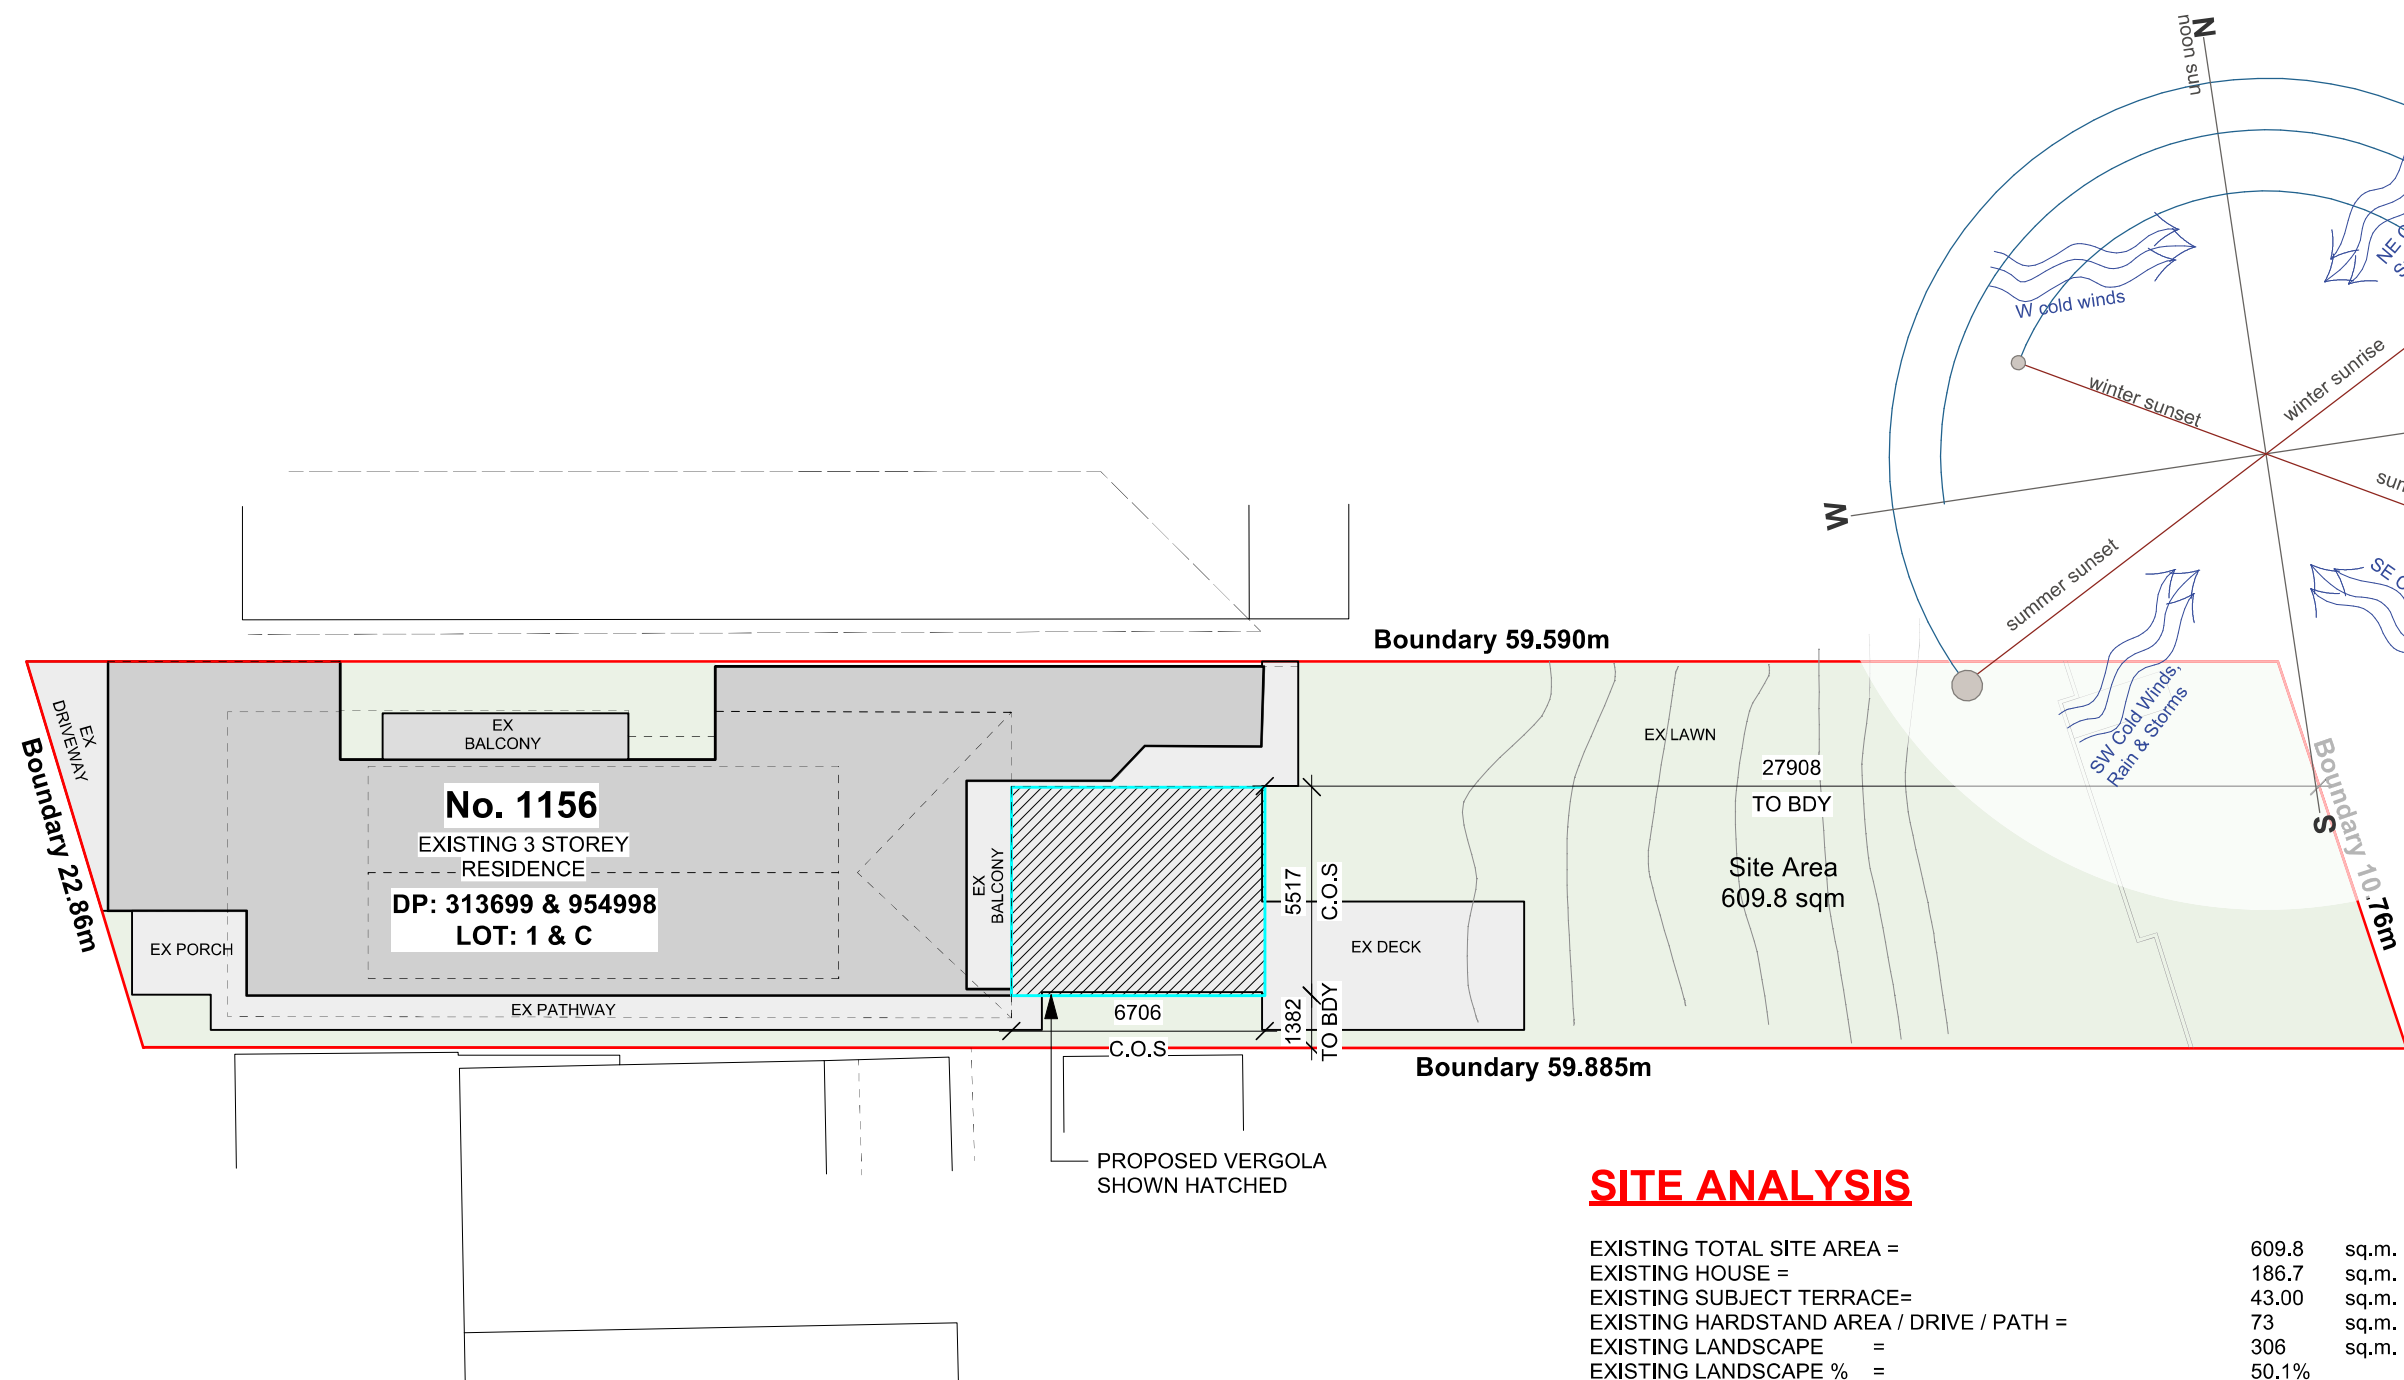 N
noon sun
W cold winds
NE
winter sunset
winter sunrise
W
summer sunset
SE
SW Cold Winds,
Rain & Storms
S
Boundary 59.590m
EX
DRIVEWAY
Boundary 22.86m
EX
BALCONY
No. 1156
EXISTING 3 STOREY
RESIDENCE
DP: 313699 & 954998
LOT: 1 & C
EX PORCH
EX PATHWAY
EX
BALCONY
EX LAWN
27908
TO BDY
Site Area
609.8 sqm
5517
C.O.S
EX DECK
1382
TO BDY
6706
C.O.S
Boundary 10.76m
Boundary 59.885m
PROPOSED VERGOLA
SHOWN HATCHED
SITE ANALYSIS
EXISTING TOTAL SITE AREA = 609.8 sq.m.
EXISTING HOUSE = 186.7 sq.m.
EXISTING SUBJECT TERRACE= 43.00 sq.m.
EXISTING HARDSTAND AREA / DRIVE / PATH = 73 sq.m.
EXISTING LANDSCAPE = 306 sq.m.
EXISTING LANDSCAPE % = 50.1%